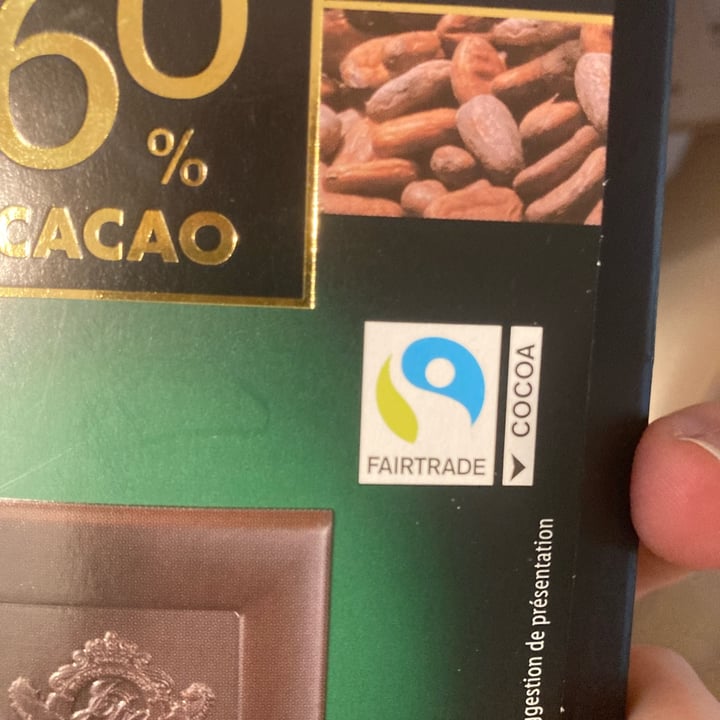 60
%
CACAO
FAIRTRADE
COCOA
de présentation